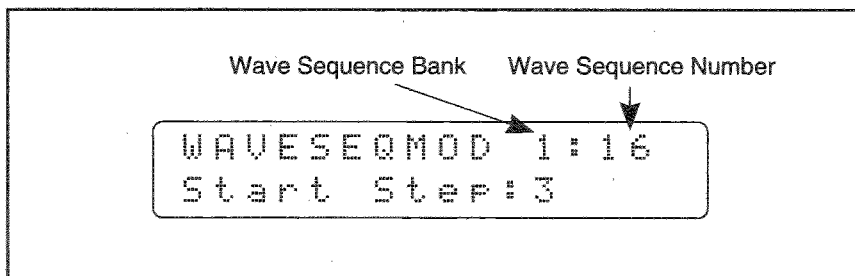 Wave Sequence Bank Wave Sequence Number
WAVESEQMOD 1:16
Start Step:3